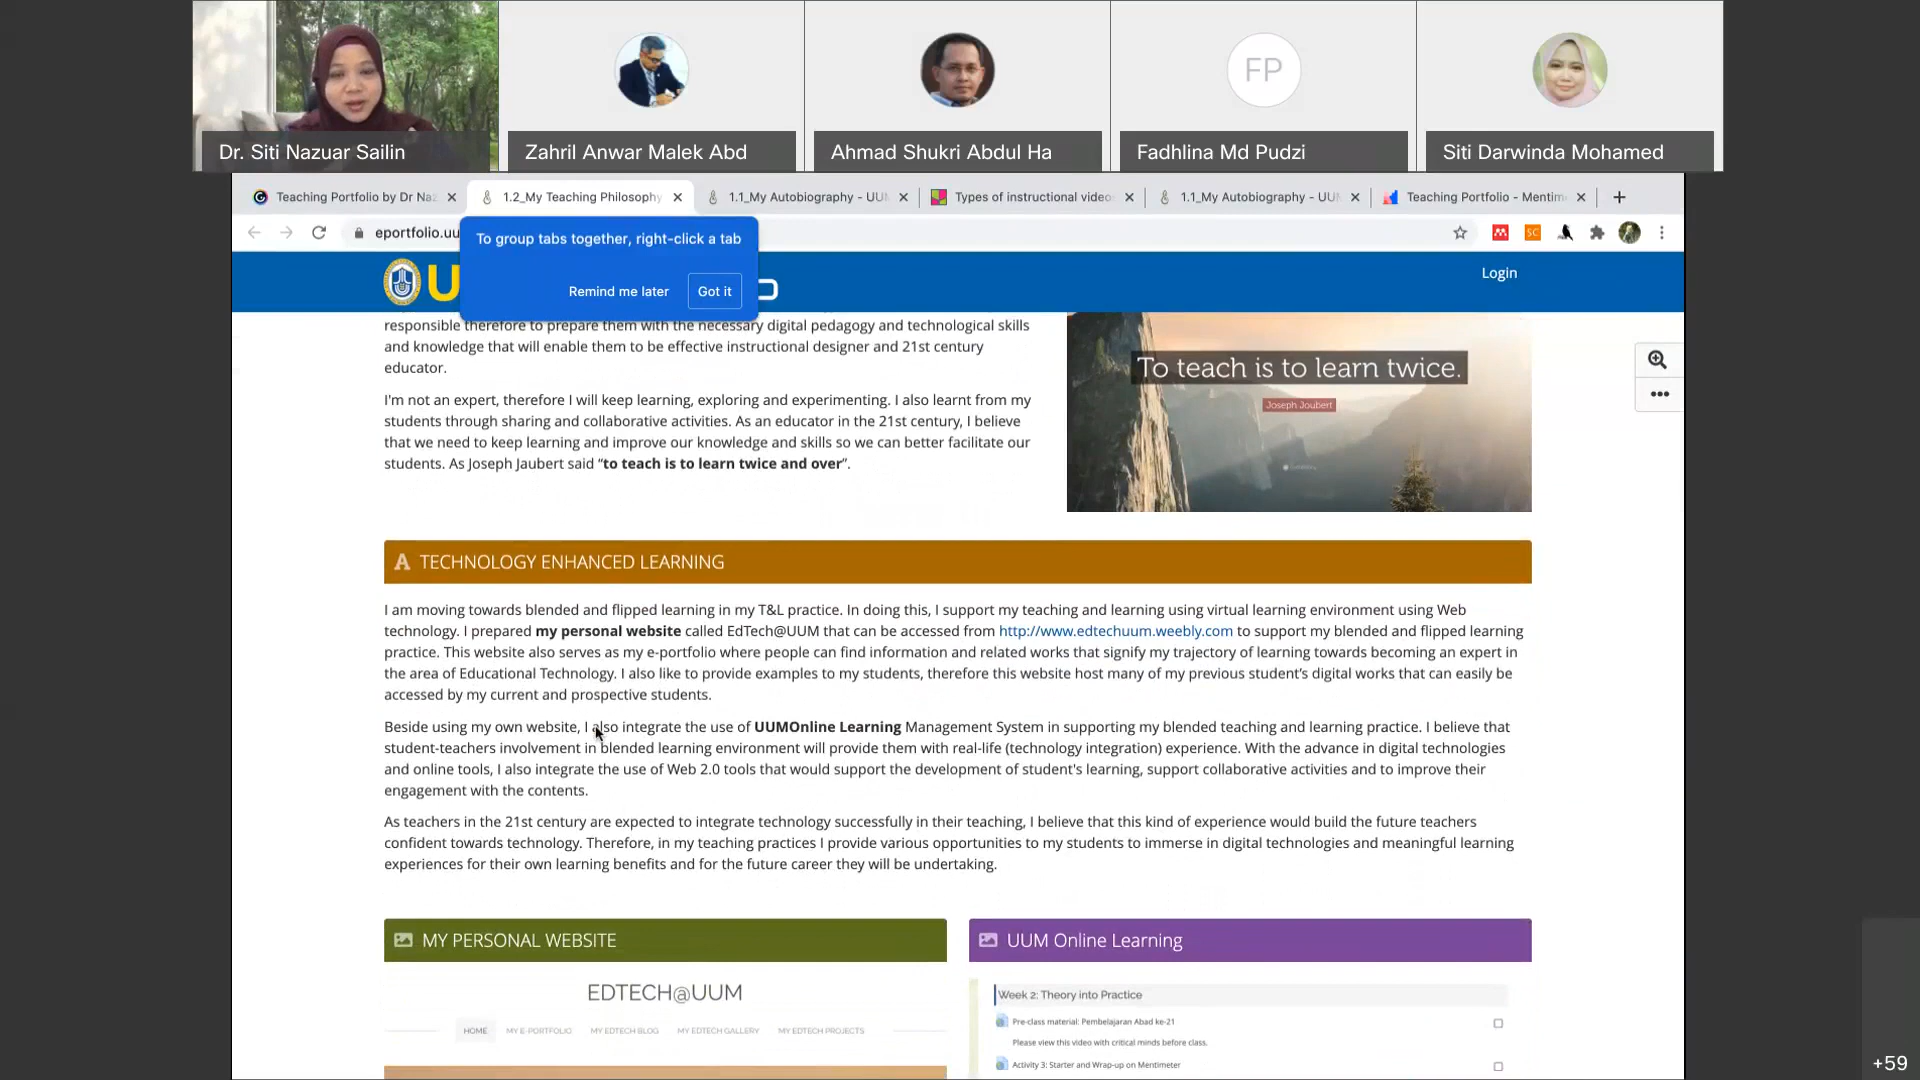 Dr. Siti Nazuar Sailin
Zahril Anwar Malek Abd
Ahmad Shukri Abdul Ha
FP
Fadhlina Md Pudzi
Siti Darwinda Mohamed
Teaching Portfolio by Dr Naz
1.2_My Teaching Philosophy
1.1_My Autobiography - UU
Types of instructional video
1.1_My Autobiography - UU
Teaching Portfolio - Mentim
eportfolio.uu
SC
To group tabs together, right-click a tab
Remind me later
Got it
U
Login
responsible therefore to prepare them with the necessary digital pedagogy and technological skills
and knowledge that will enable them to be effective instructional designer and 21st century
educator.
I'm not an expert, therefore I will keep learning, exploring and experimenting. I also learnt from my
students through sharing and collaborative activities. As an educator in the 21st century, I believe
that we need to keep learning and improve our knowledge and skills so we can better facilitate our
students. As Joseph Jaubert said “to teach is to learn twice and over”.
To teach is to learn twice.
Joseph Joubert
TECHNOLOGY ENHANCED LEARNING
I am moving towards blended and flipped learning in my T&L practice. In doing this, I support my teaching and learning using virtual learning environment using Web
technology. I prepared my personal website called EdTech@UUM that can be accessed from http://www.edtechuum.weebly.com to support my blended and flipped learning
practice. This website also serves as my e-portfolio where people can find information and related works that signify my trajectory of learning towards becoming an expert in
the area of Educational Technology. I also like to provide examples to my students, therefore this website host many of my previous student’s digital works that can easily be
accessed by my current and prospective students.
Beside using my own website, I also integrate the use of UUMOnline Learning Management System in supporting my blended teaching and learning practice. I believe that
student-teachers involvement in blended learning environment will provide them with real-life (technology integration) experience. With the advance in digital technologies
and online tools, I also integrate the use of Web 2.0 tools that would support the development of student's learning, support collaborative activities and to improve their
engagement with the contents.
As teachers in the 21st century are expected to integrate technology successfully in their teaching, I believe that this kind of experience would build the future teachers
confident towards technology. Therefore, in my teaching practices I provide various opportunities to my students to immerse in digital technologies and meaningful learning
experiences for their own learning benefits and for the future career they will be undertaking.
MY PERSONAL WEBSITE
UUM Online Learning
EDTECH@UUM
HOME
MY E-PORTFOLIO
MY EDTECH BLOG
MY EDTECH GALLERY
MY EDTECH PROJECTS
Week 2: Theory into Practice
Pre-class material: Pembelajaran Abad ke-21
Please view this video with critical minds before class.
Activity 3: Starter and Wrap-up on Mentimeter
+59